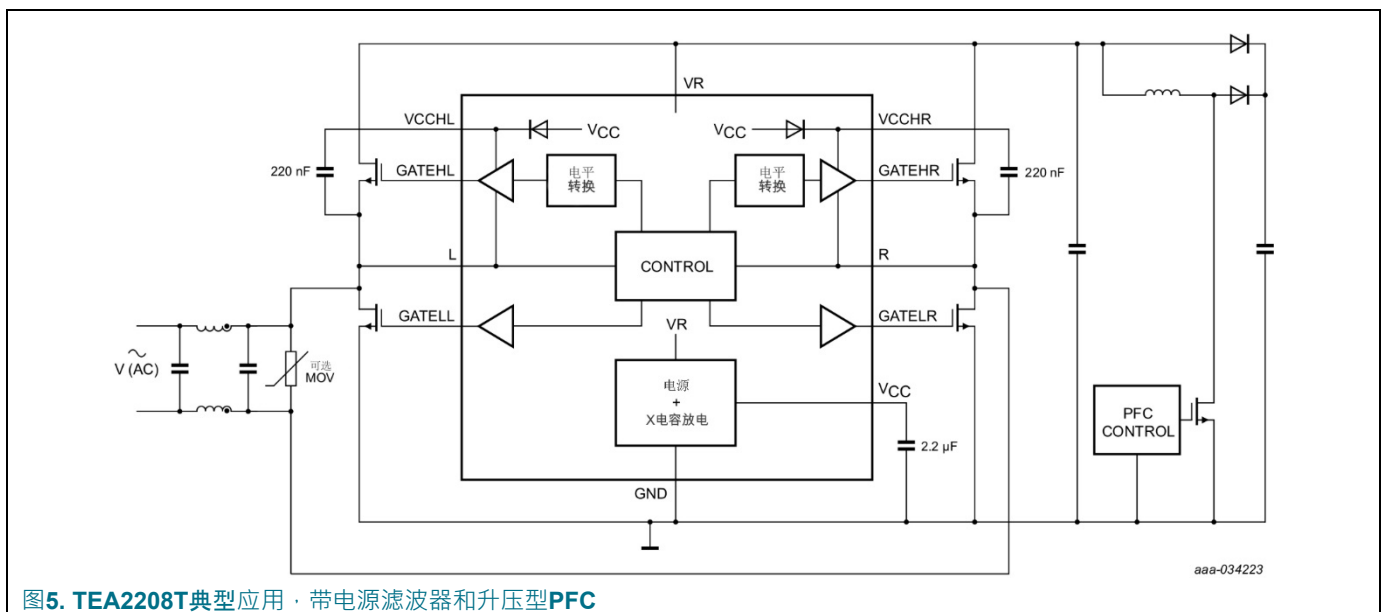 VR
VCCHL
VCC
VCC
VCCHR
220 nF
GATEHL
电平
转换
电平
转换
GATEHR
220 nF
L
CONTROL
R
GATELL
GATELR
VR
V (AC)
~
可选
MOV
电源
+
X电容放电
VCC
2.2 µF
PFC
CONTROL
GND
aaa-034223
图5. TEA2208T典型应用，带电源滤波器和升压型PFC